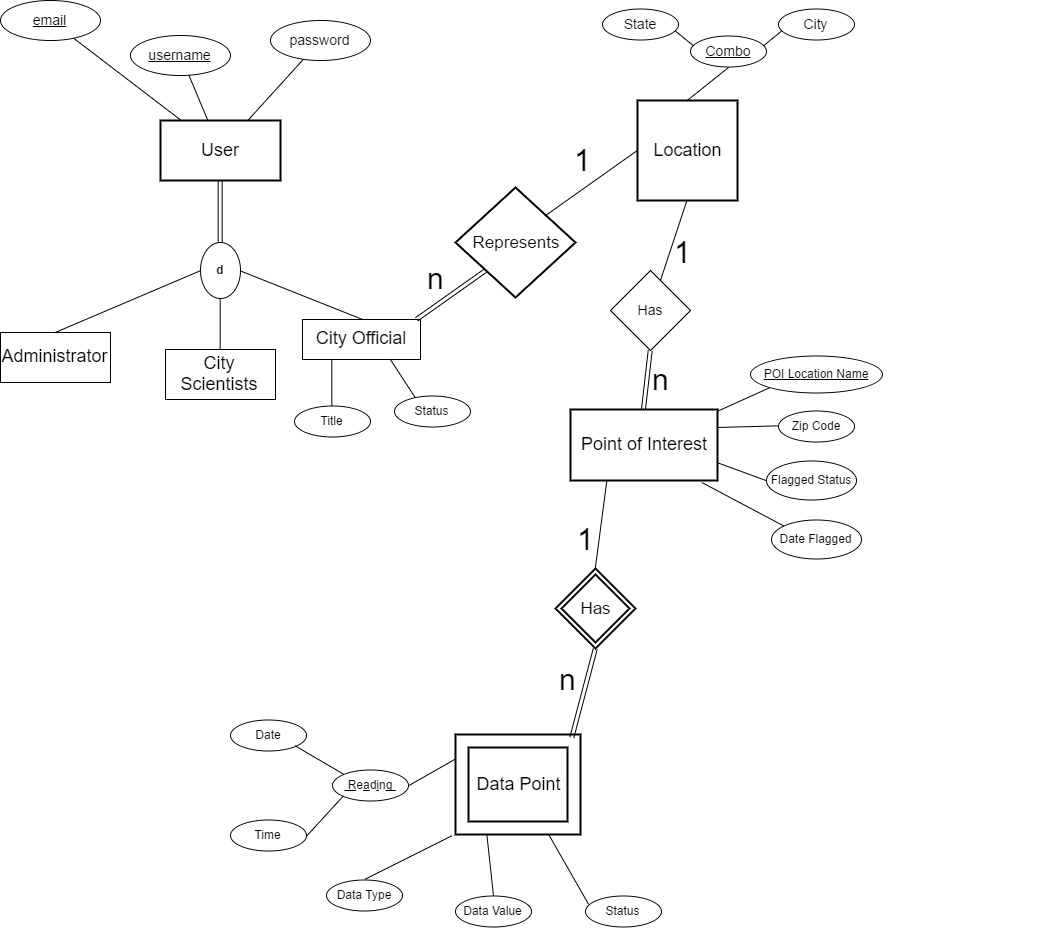 email
username
password
State
City
Combo
User
Location
1
Represents
n
1
d
Has
Administrator
City
Scientists
City Official
n
POI Location Name
Title
Status
Zip Code
Point of Interest
Flagged Status
Date Flagged
1
Has
n
Date
Reading
Data Point
Time
Data Type
Data Value
Status